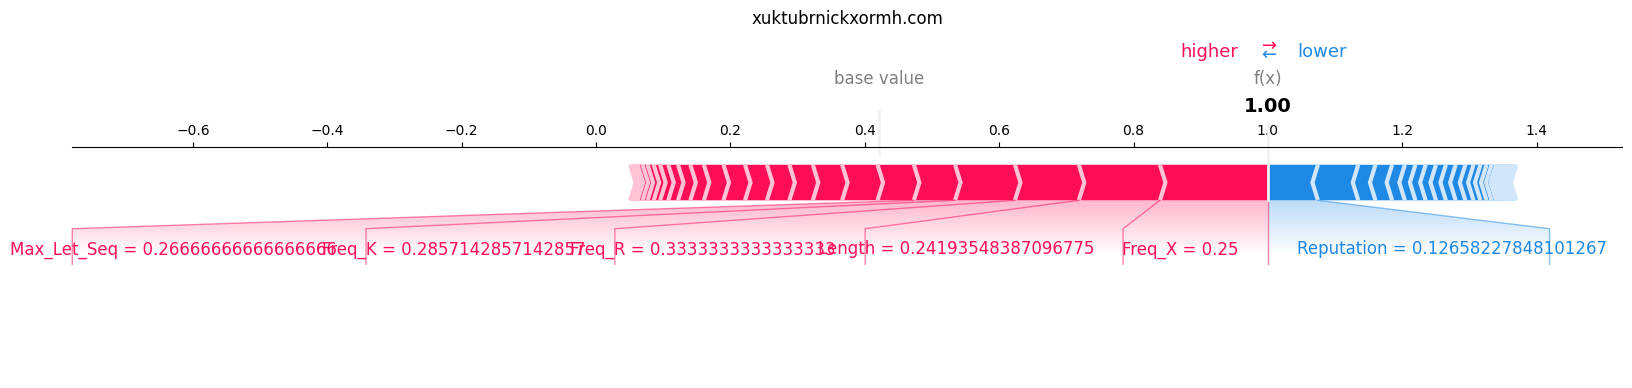 xuktubrnickxormh.com
higher → ← lower
base value f(x)
1.00
−0.6 −0.4 −0.2 0.0 0.2 0.4 0.6 0.8 1.0 1.2 1.4
Max_Let_Seq = 0.26666666666666666 Freq_K = 0.2857142857142857 Freq_R = 0.3333333333333333 Length = 0.24193548387096775 Freq_X = 0.25 Reputation = 0.12658227848101267